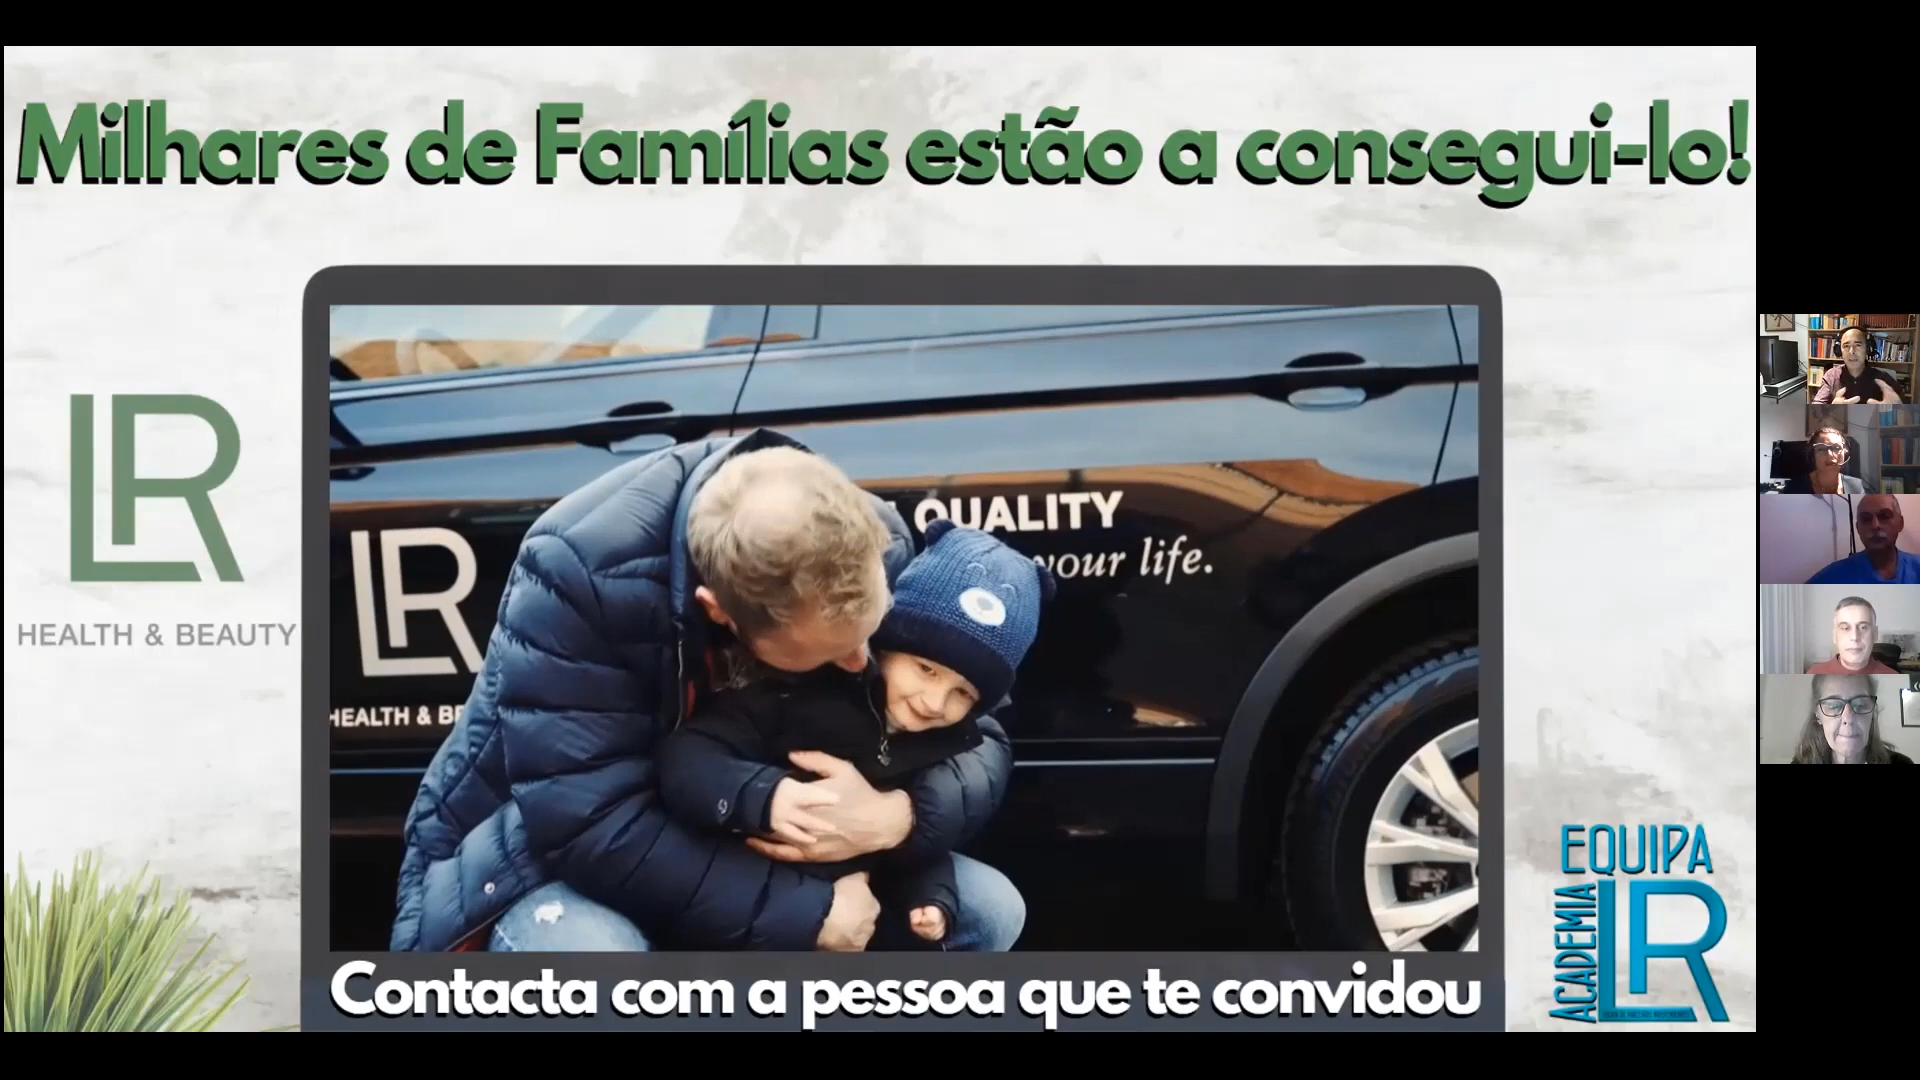 Milhares de Famílias estão a consegui-lo!
LR
HEALTH & BEAUTY
QUALITY
your life.
LR
HEALTH & BE
Contacta com a pessoa que te convidou
EQUIPA
ACADEMIA
LR